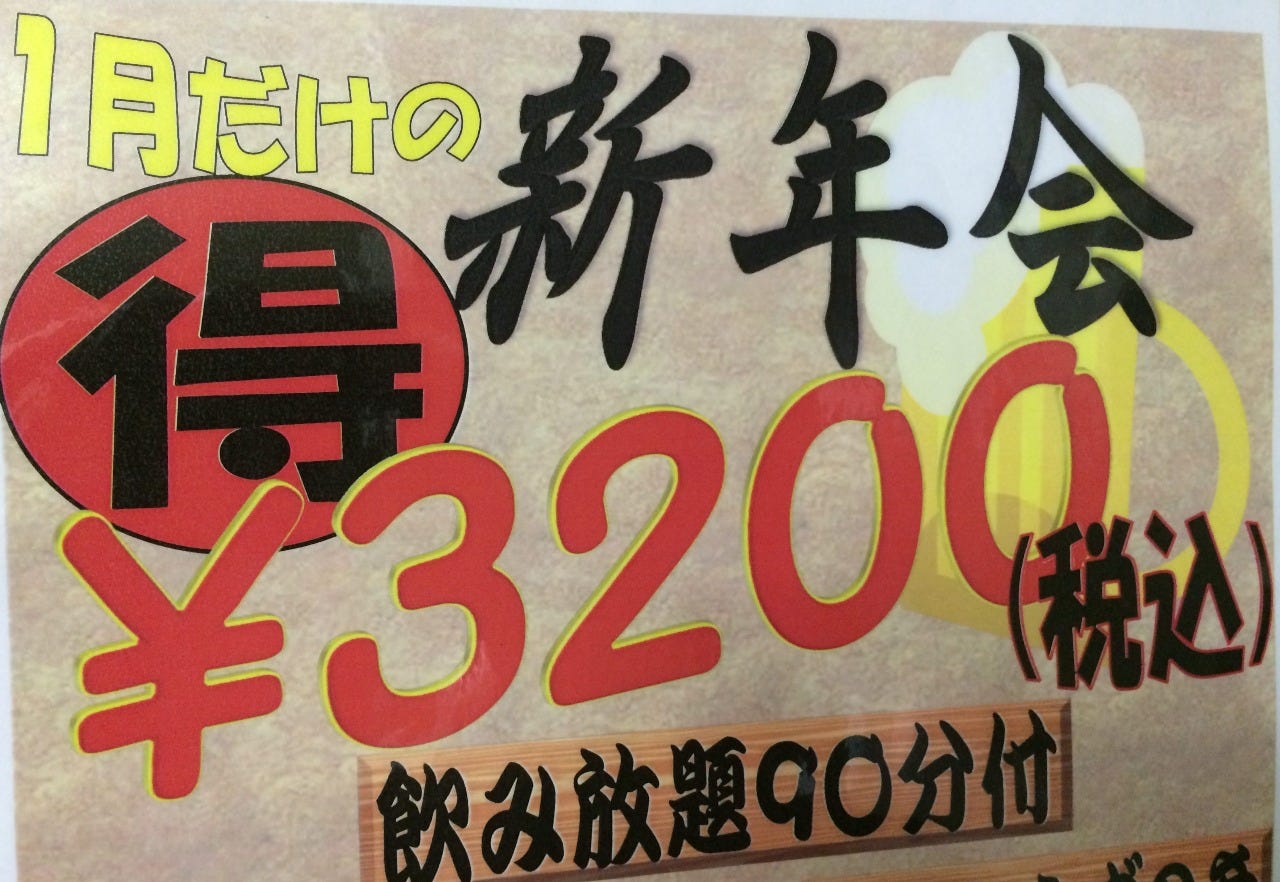 1月だけの
得
新年会
¥3200
(税込)
飲み放題90分付